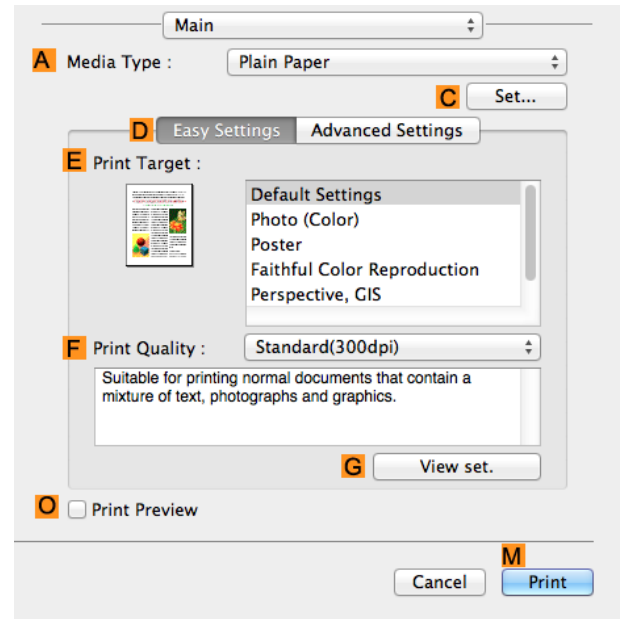 Main
A Media Type : Plain Paper
C Set...
D Easy Settings Advanced Settings
E Print Target :
Default Settings
Photo (Color)
Poster
Faithful Color Reproduction
Perspective, GIS
F Print Quality : Standard(300dpi)
Suitable for printing normal documents that contain a
mixture of text, photographs and graphics.
G View set.
O Print Preview
M
Cancel Print